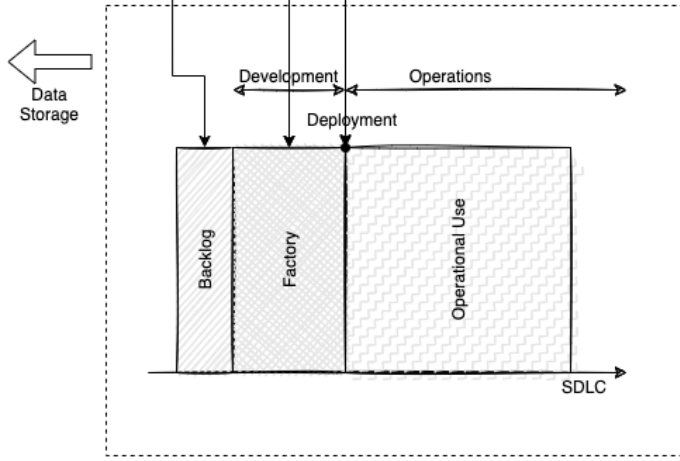 Development
Operations
Data
Storage
Deployment
Backlog
Factory
Operational Use
SDLC